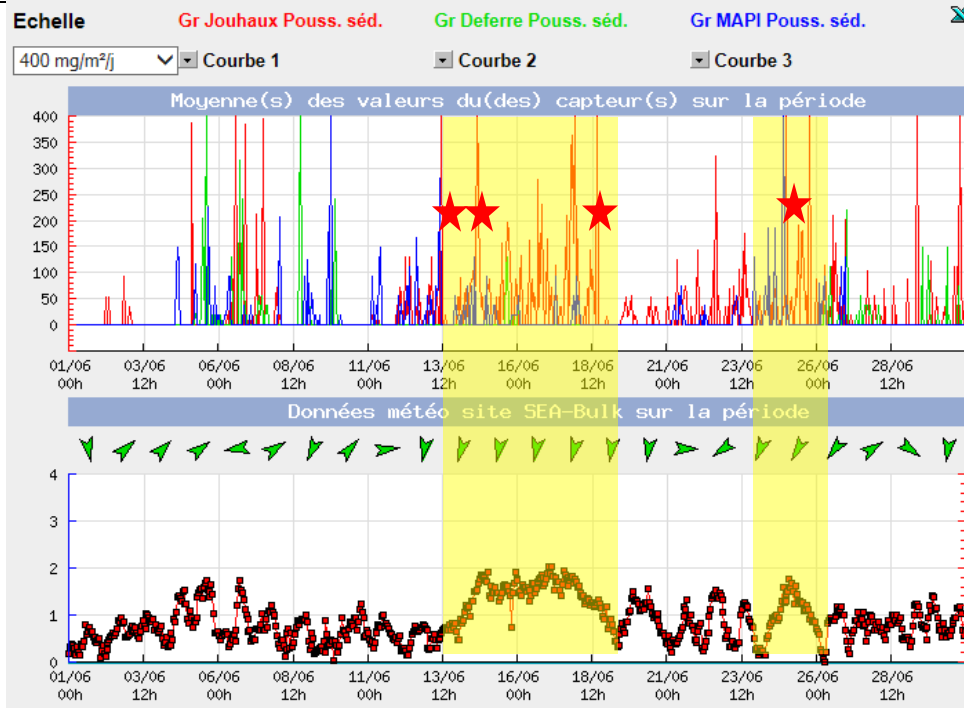 Echelle Gr Jouhaux Pouss. séd. Gr Deferre Pouss. séd. Gr MAPI Pouss. séd.
400 mg/m²/j Courbe 1 Courbe 2 Courbe 3
Moyenne(s) des valeurs du(des) capteur(s) sur la période
400
350
300
250
200
150
100
50
0
01/06 03/06 06/06 08/06 11/06 13/06 16/06 18/06 21/06 23/06 26/06 28/06
00h 12h 00h 12h 00h 12h 00h 12h 00h 12h 00h 12h
Données météo site SEA-Bulk sur la période
4
3
2
1
0
01/06 03/06 06/06 08/06 11/06 13/06 16/06 18/06 21/06 23/06 26/06 28/06
00h 12h 00h 12h 00h 12h 00h 12h 00h 12h 00h 12h